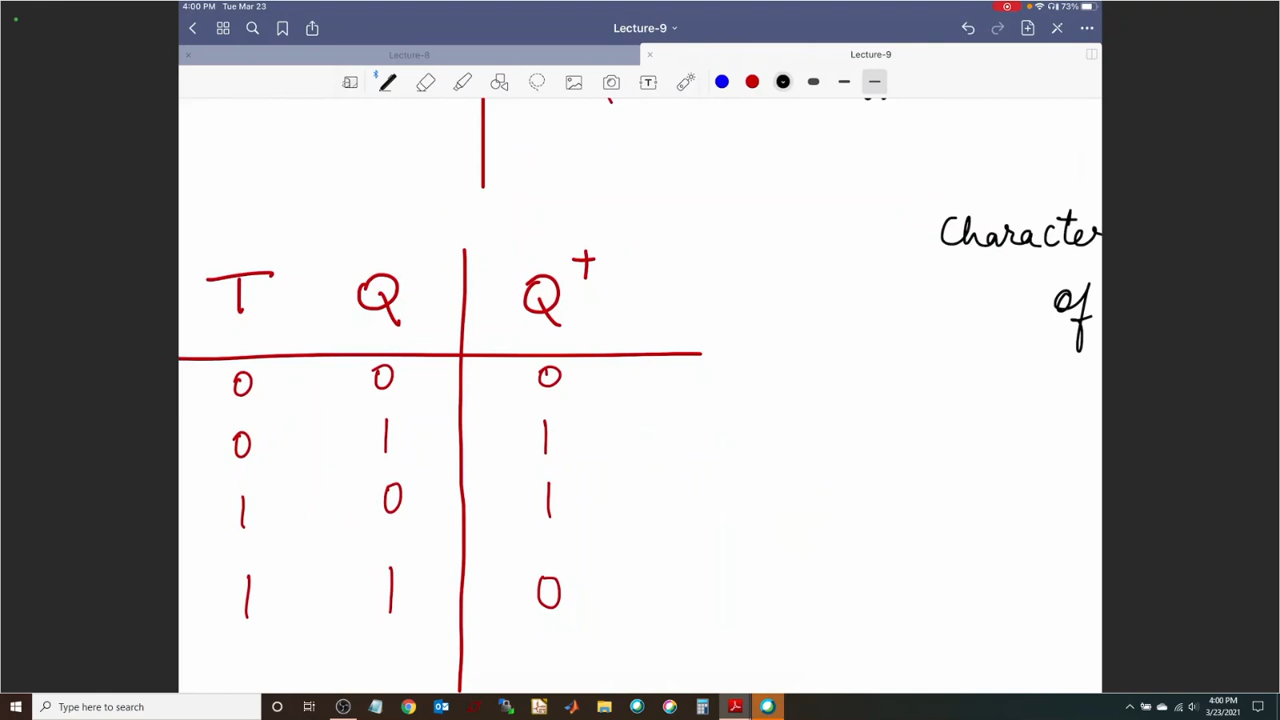 4:00 PM Tue Mar 23
73%
Lecture-9
Lecture-8
Lecture-9
T
Character
of
T Q Q+
0 0 0
0 1 1
1 0 1
1 1 0
Type here to search
4:00 PM
3/23/2021